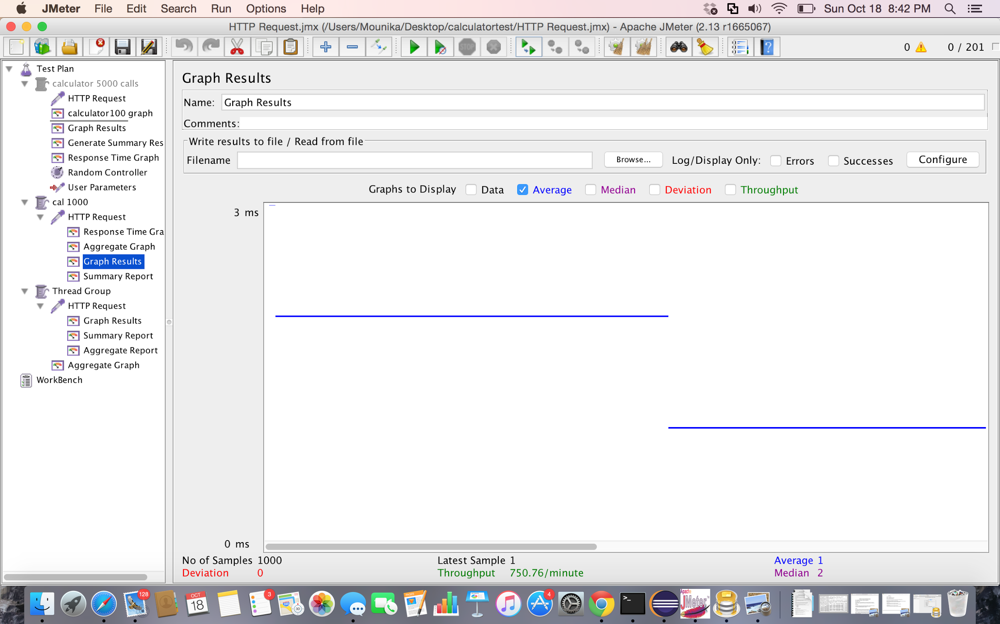 JMeter File Edit Search Run Options Help Sun Oct 18 8:42 PM
HTTP Request.jmx (/Users/Mounika/Desktop/calculatortest/HTTP Request.jmx) - Apache JMeter (2.13 r1665067)
STOP ? 0 0 / 201
Test Plan
calculator 5000 calls
HTTP Request
calculator100 graph
Graph Results
Generate Summary Res
Response Time Graph
Random Controller
User Parameters
cal 1000
HTTP Request
Response Time Gra
Aggregate Graph
Graph Results
Summary Report
Thread Group
HTTP Request
Graph Results
Summary Report
Aggregate Report
Aggregate Graph
WorkBench
Graph Results
Name: Graph Results
Comments:
Write results to file / Read from file
Filename Browse... Log/Display Only: Errors Successes Configure
Graphs to Display Data Average Median Deviation Throughput
3 ms
0 ms
No of Samples 1000 Latest Sample 1 Average 1
Deviation 0 Throughput 750.76/minute Median 2
128 OCT 18 3 280 3D PAGES 4 >_ Apache JMeter